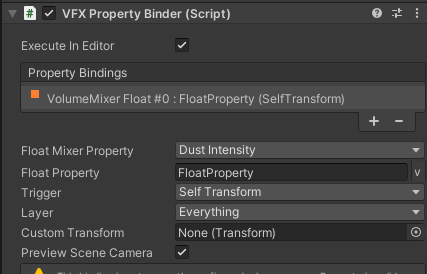 VFX Property Binder (Script)
Execute In Editor
Property Bindings
VolumeMixer Float #0 : FloatProperty (SelfTransform)
Float Mixer Property Dust Intensity
Float Property FloatProperty v
Trigger Self Transform
Layer Everything
Custom Transform None (Transform)
Preview Scene Camera